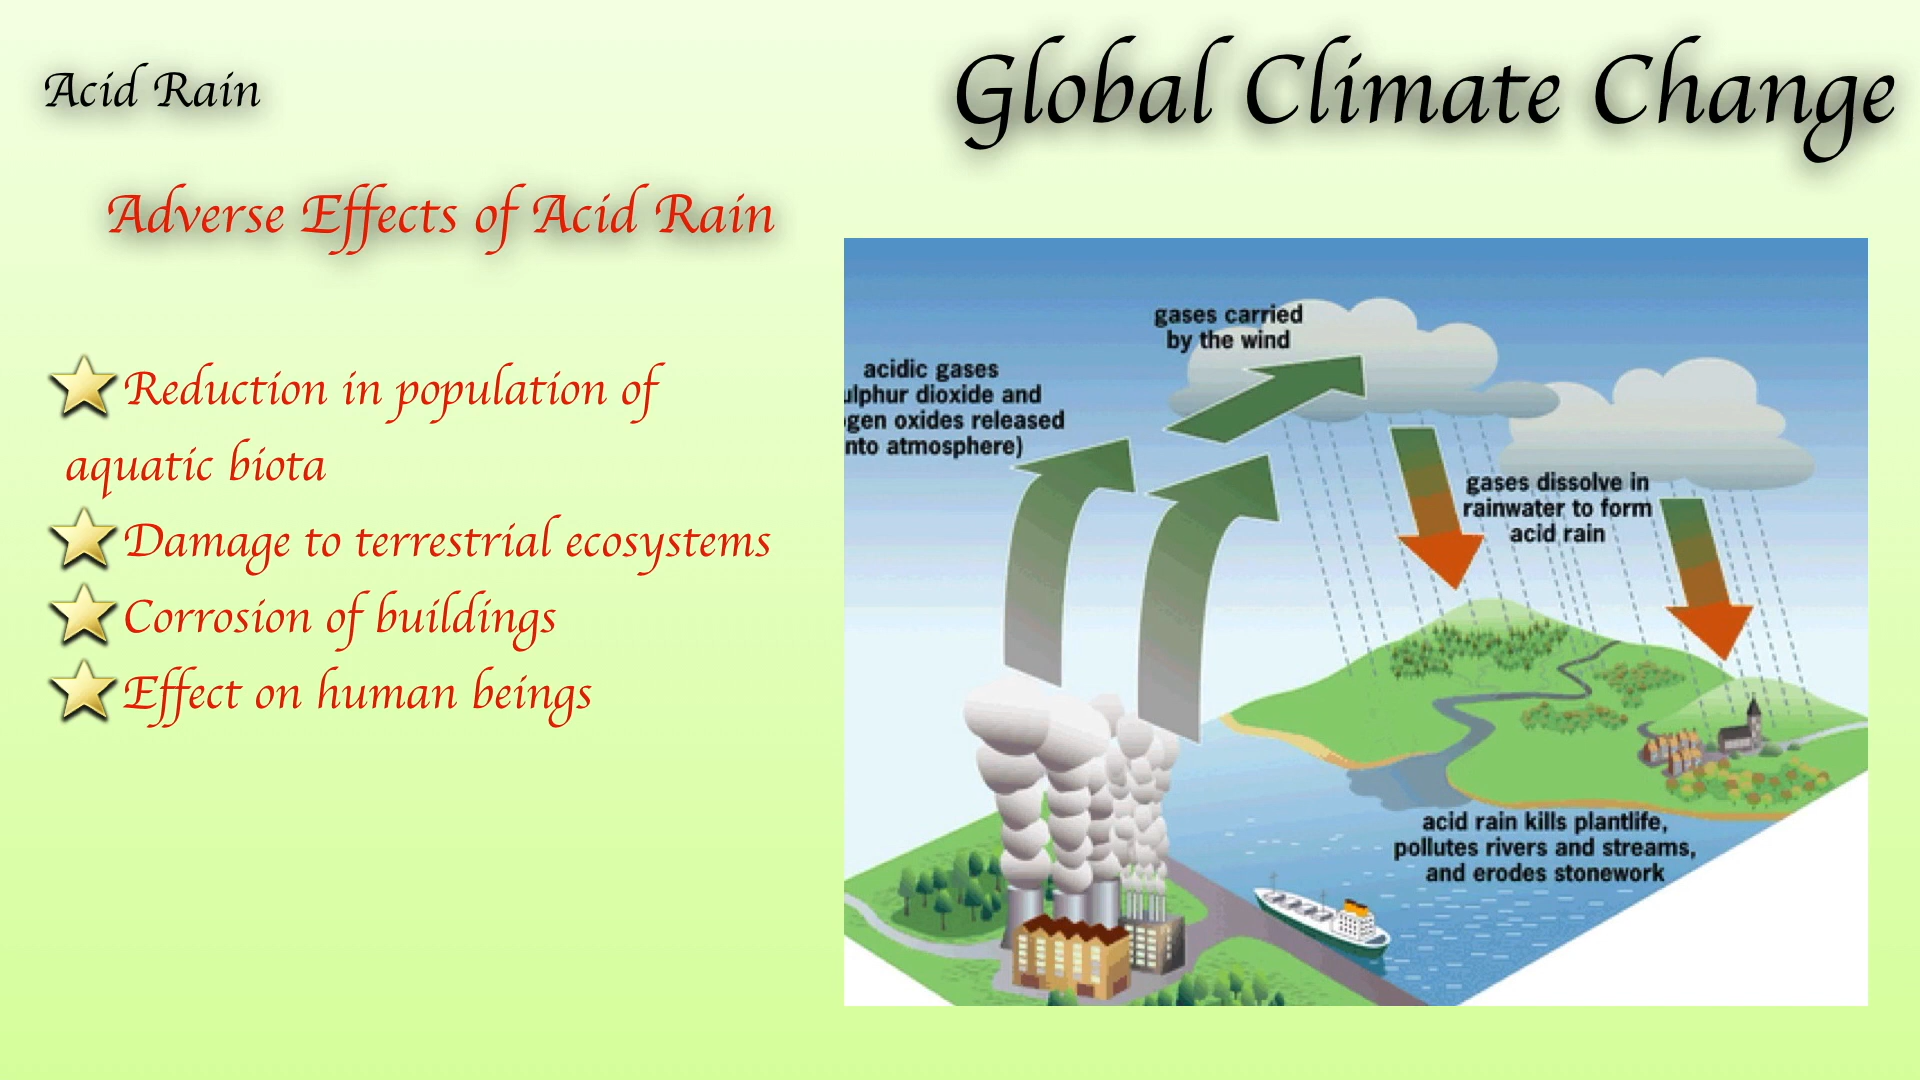 Acid Rain
Global Climate Change
Adverse Effects of Acid Rain
Reduction in population of
aquatic biota
Damage to terrestrial ecosystems
Corrosion of buildings
Effect on human beings
gases carried
by the wind
acidic gases
ulphur dioxide and
gen oxides released
nto atmosphere)
gases dissolve in
rainwater to form
acid rain
acid rain kills plantlife,
pollutes rivers and streams,
and erodes stonework